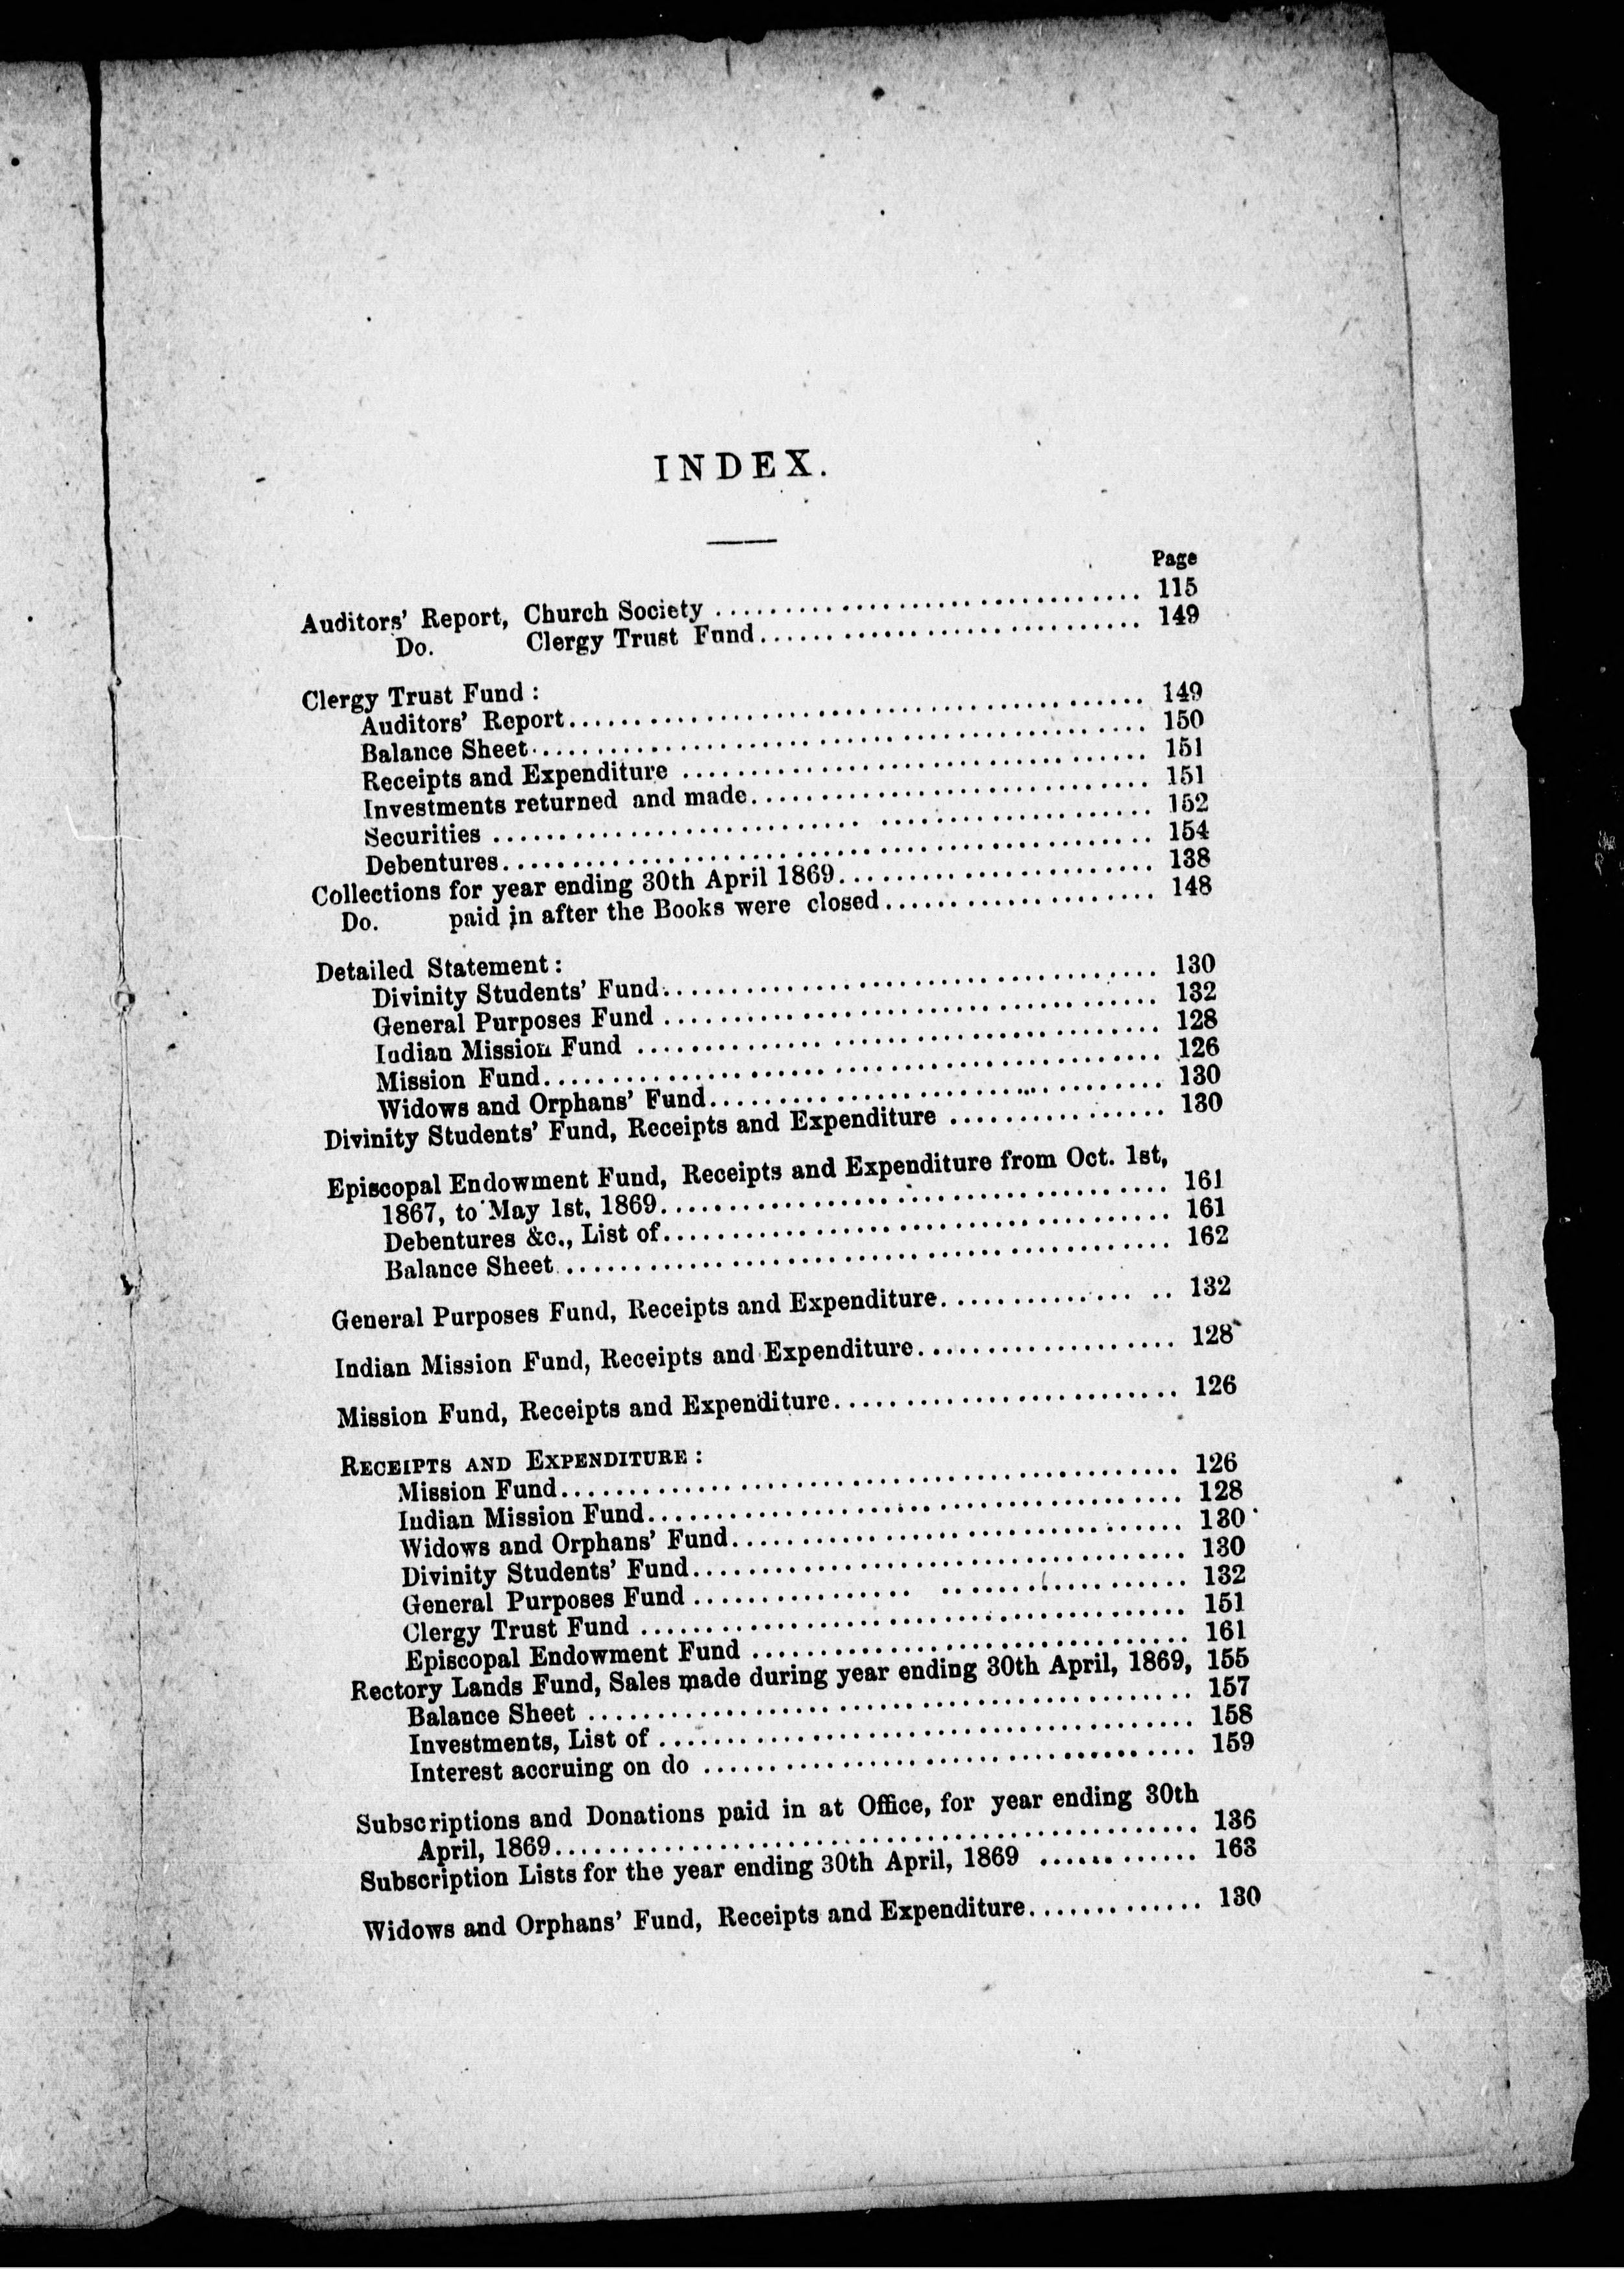 INDEX.
Page
Auditors' Report, Church Society ................................ 115
Do. Clergy Trust Fund............................ 149
Clergy Trust Fund :
Auditors' Report.......................................... 149
Balance Sheet............................................. 150
Receipts and Expenditure .................................. 151
Investments returned and made............................. 151
Securities ................................................ 152
Debentures................................................ 154
Collections for year ending 30th April 1869....................... 138
Do. paid in after the Books were closed.................... 148
Detailed Statement :
Divinity Students' Fund.................................... 130
General Purposes Fund .................................... 132
Indian Mission Fund ...................................... 128
Mission Fund............................................. 126
Widows and Orphans' Fund................................. 130
Divinity Students' Fund, Receipts and Expenditure ................ 130
Episcopal Endowment Fund, Receipts and Expenditure from Oct. 1st,
1867, to May 1st, 1869..................................... 161
Debentures &c., List of..................................... 161
Balance Sheet............................................. 162
General Purposes Fund, Receipts and Expenditure................. 132
Indian Mission Fund, Receipts and Expenditure................... 128
Mission Fund, Receipts and Expenditure......................... 126
RECEIPTS AND EXPENDITURE :
Mission Fund............................................. 126
Indian Mission Fund....................................... 128
Widows and Orphans' Fund................................. 130
Divinity Students' Fund.................................... 130
General Purposes Fund .................................... 132
Clergy Trust Fund ........................................ 151
Episcopal Endowment Fund ................................ 161
Rectory Lands Fund, Sales made during year ending 30th April, 1869, 155
Balance Sheet ............................................ 157
Investments, List of ....................................... 158
Interest accruing on do .................................... 159
Subscriptions and Donations paid in at Office, for year ending 30th
April, 1869............................................... 136
Subscription Lists for the year ending 30th April, 1869 ............ 163
Widows and Orphans' Fund, Receipts and Expenditure............. 130